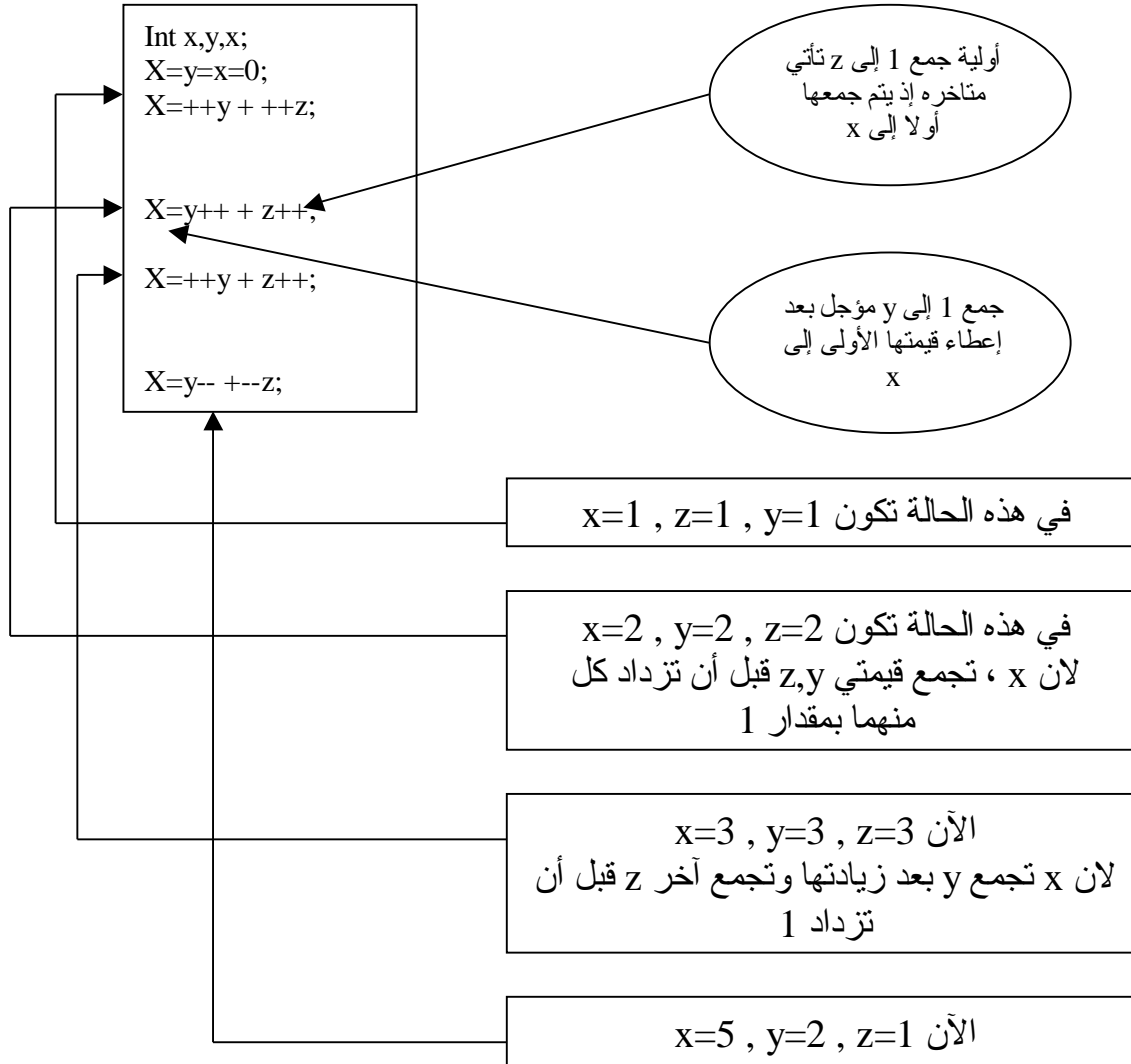 Int x,y,x;
X=y=x=0;
X=++y + ++z;
X=y++ + z++;
X=++y + z++;
X=y-- +--z;
أولية جمع 1 إلى z تأتي
متاخره إذ يتم جمعها
أولا إلى x
جمع 1 إلى y مؤجل بعد
إعطاء قيمتها الأولى إلى
x
في هذه الحالة تكون x=1 , z=1 , y=1
في هذه الحالة تكون x=2 , y=2 , z=2
لان x ، تجمع قيمتي z,y قبل أن تزداد كل
منهما بمقدار 1
الآن x=3 , y=3 , z=3
لان x تجمع y بعد زيادتها وتجمع آخر z قبل أن
تزداد 1
الآن x=5 , y=2 , z=1